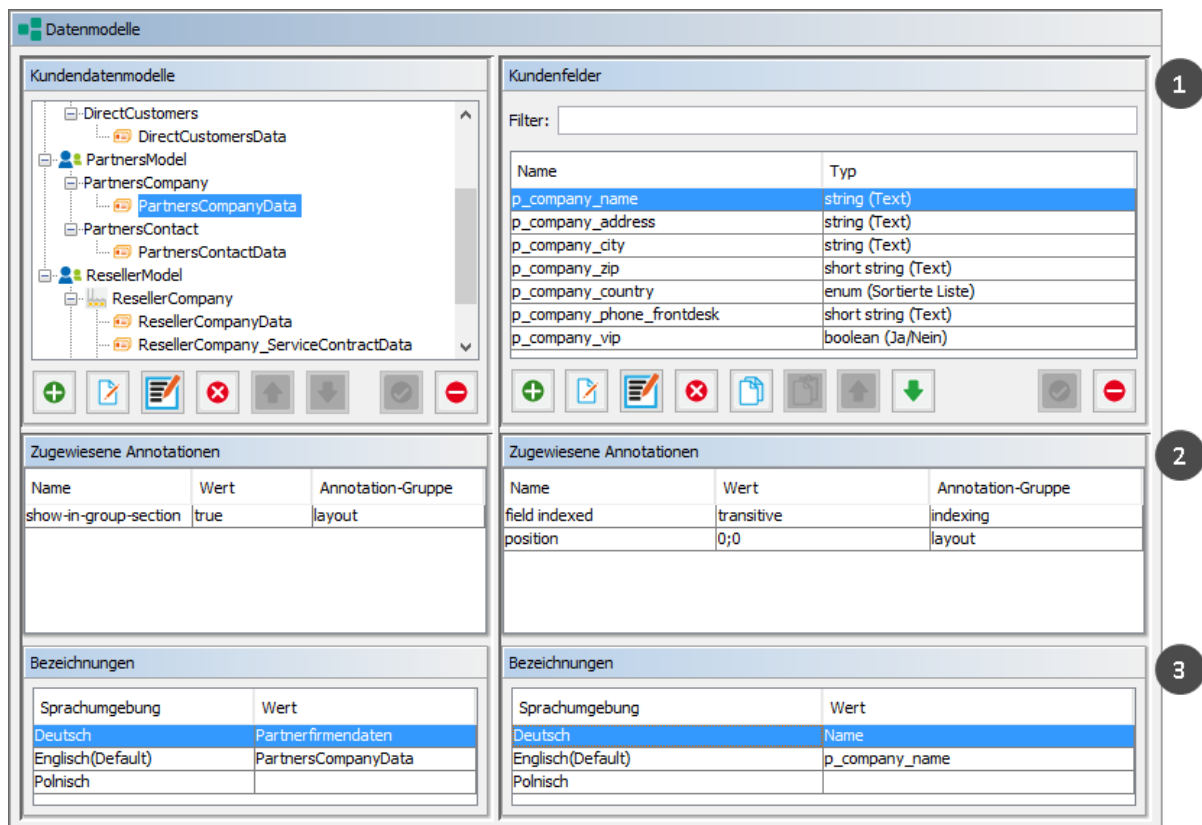 Datenmodelle
Kundendatenmodelle
DirectCustomers
DirectCustomersData
PartnersModel
PartnersCompany
PartnersCompanyData
PartnersContact
PartnersContactData
ResellerModel
ResellerCompany
ResellerCompanyData
ResellerCompany_ServiceContractData
Kundenfelder
1
Filter:
Name Typ
p_company_name string (Text)
p_company_address string (Text)
p_company_city string (Text)
p_company_zip short string (Text)
p_company_country enum (Sortierte Liste)
p_company_phone_frontdesk short string (Text)
p_company_vip boolean (Ja/Nein)
Zugewiesene Annotationen
Name Wert Annotation-Gruppe
show-in-group-section true layout
Zugewiesene Annotationen
2
Name Wert Annotation-Gruppe
field indexed transitive indexing
position 0;0 layout
Bezeichnungen
Sprachumgebung Wert
Deutsch Partnerfirmendaten
Englisch(Default) PartnersCompanyData
Polnisch
Bezeichnungen
3
Sprachumgebung Wert
Deutsch Name
Englisch(Default) p_company_name
Polnisch